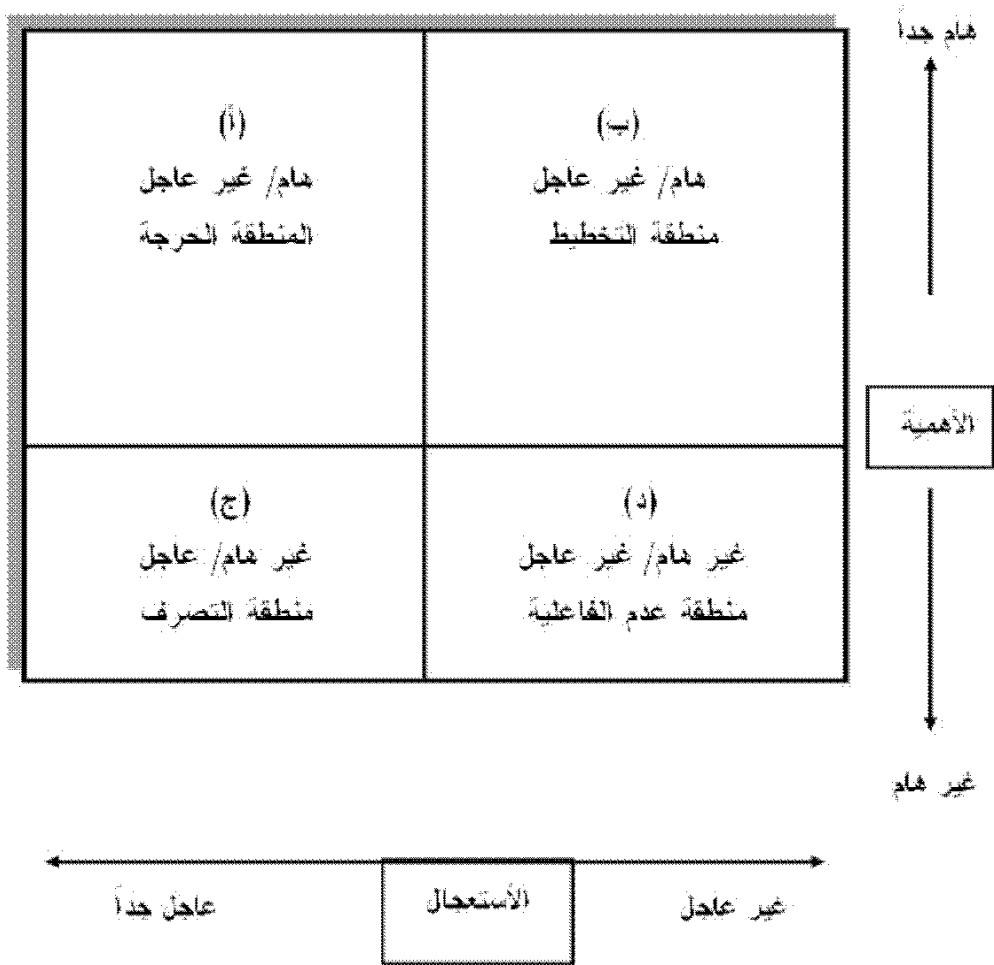 هام جداً
(أ)
هام/ غير عاجل
المنطقة الحرجة
(ب)
هام/ غير عاجل
منطقة التخطيط
الأهمية
(ج)
غير هام/ عاجل
منطقة التصرف
(د)
غير هام/ غير عاجل
منطقة عدم الفاعلية
غير هام
عاجل جداً
الأستعجال
غير عاجل